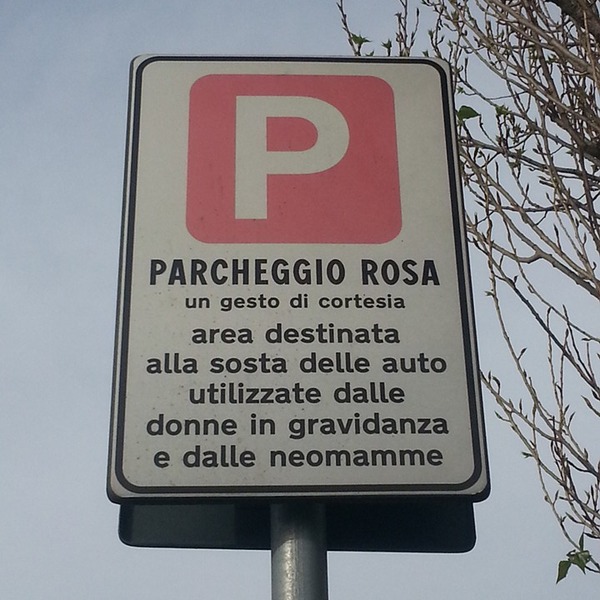 P
PARCHEGGIO ROSA
un gesto di cortesia
area destinata
alla sosta delle auto
utilizzate dalle
donne in gravidanza
e dalle neomamme